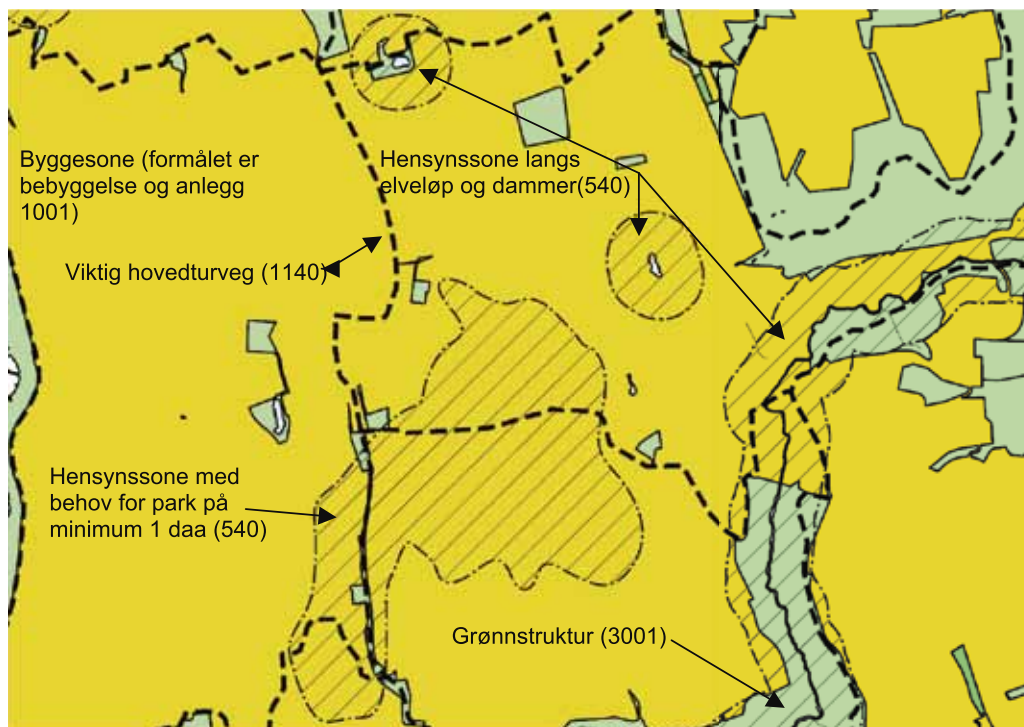 Byggesone (formålet er
bebyggelse og anlegg
1001)
Hensynssone langs
elveløp og dammer(540)
Viktig hovedturveg (1140)
Hensynssone med
behov for park på
minimum 1 daa (540)
Grønnstruktur (3001)